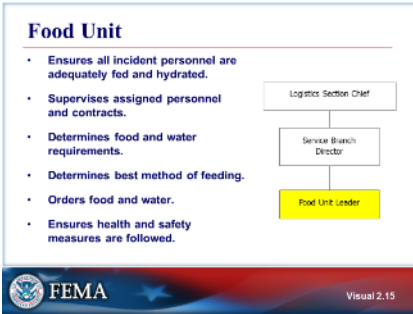 Food Unit
• Ensures all incident personnel are
adequately fed and hydrated.
• Supervises assigned personnel
and contracts.
• Determines food and water
requirements.
• Determines best method of feeding.
• Orders food and water.
• Ensures health and safety
measures are followed.
Logistics Section Chief
Service Branch
Director
Food Unit Leader
FEMA
Visual 2.15